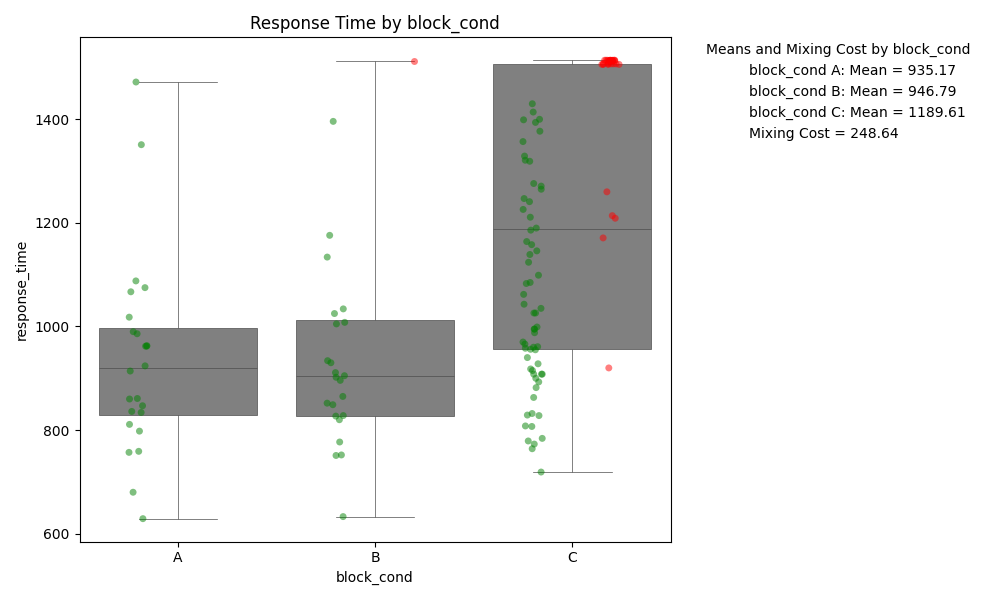 Response Time by block_cond
Means and Mixing Cost by block_cond
block_cond A: Mean = 935.17
block_cond B: Mean = 946.79
block_cond C: Mean = 1189.61
Mixing Cost = 248.64
response_time
1400
1200
1000
800
600
A B C
block_cond